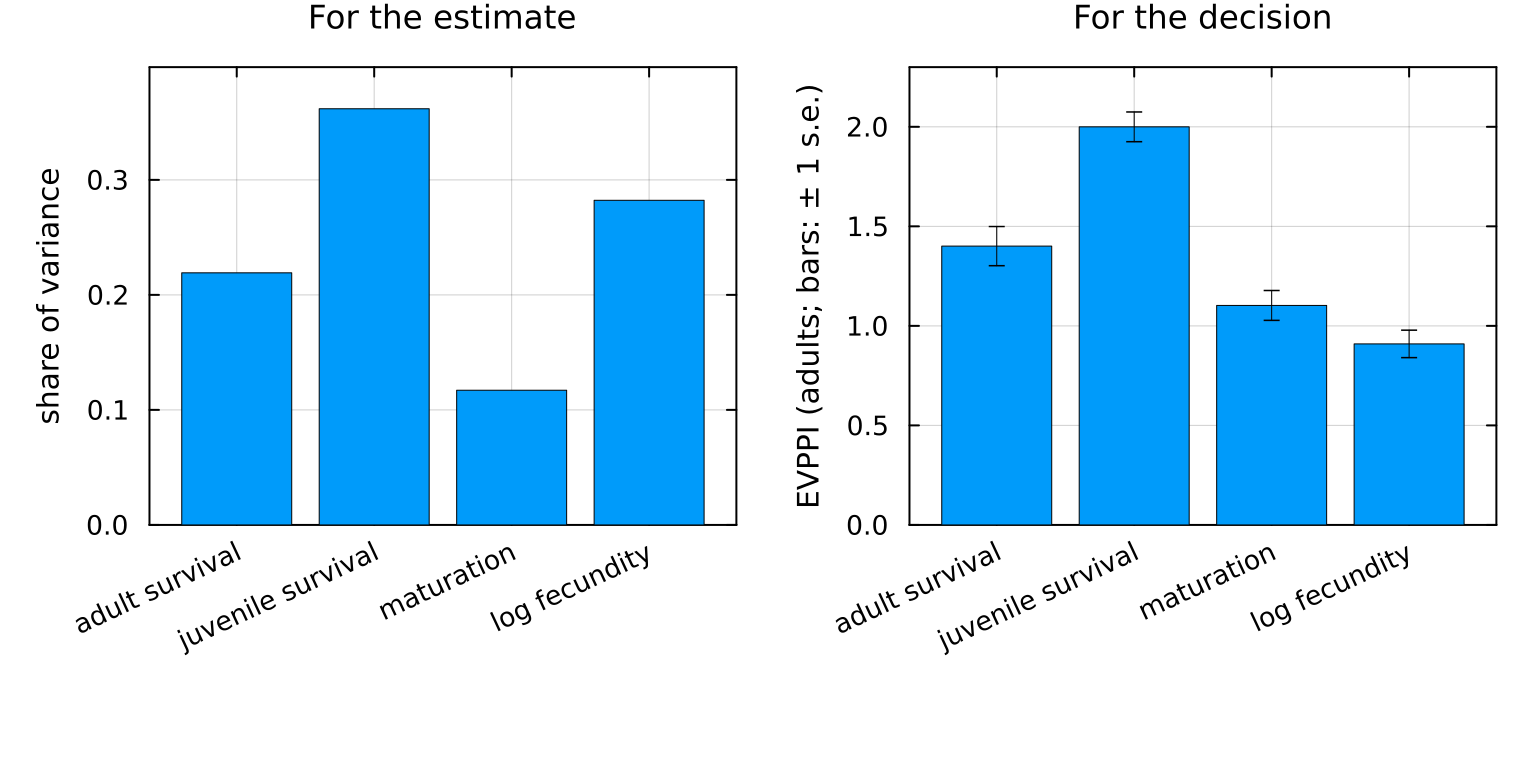 For the estimate
share of variance
0.3
0.2
0.1
0.0
adult survival
juvenile survival
maturation
log fecundity
For the decision
EVPPI (adults; bars: ± 1 s.e.)
2.0
1.5
1.0
0.5
0.0
adult survival
juvenile survival
maturation
log fecundity